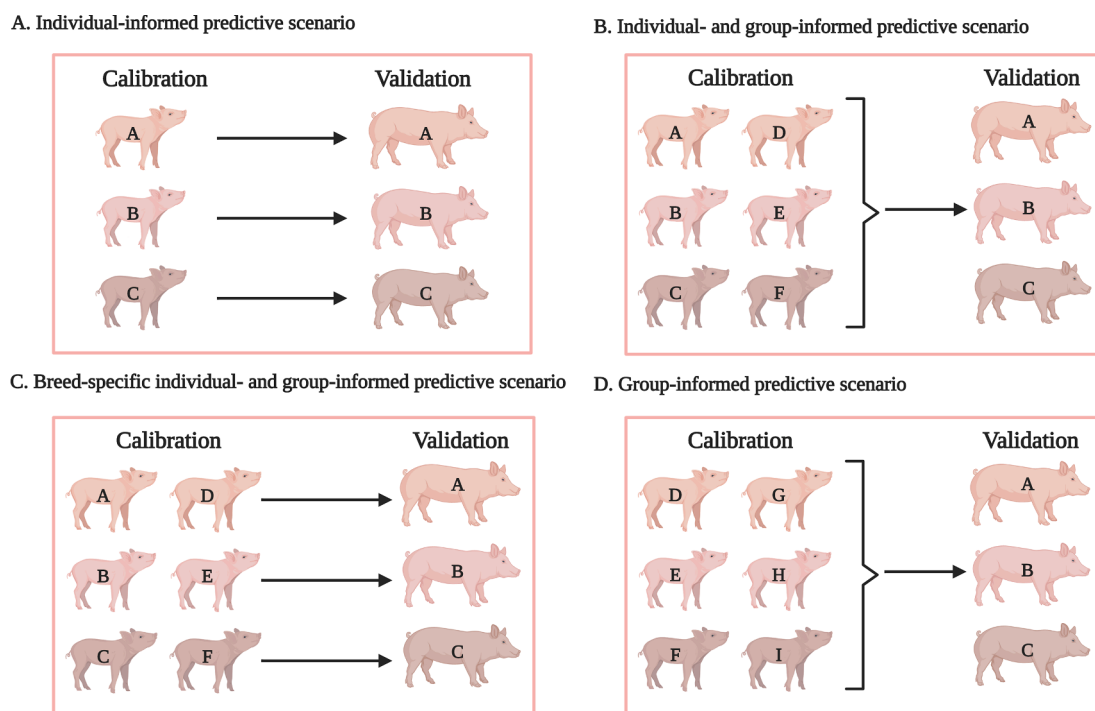 A. Individual-informed predictive scenario
Calibration Validation
A A
B B
C C
B. Individual- and group-informed predictive scenario
Calibration Validation
A D A
B E B
C F C
C. Breed-specific individual- and group-informed predictive scenario
Calibration Validation
A D A
B E B
C F C
D. Group-informed predictive scenario
Calibration Validation
D G A
E H B
F I C